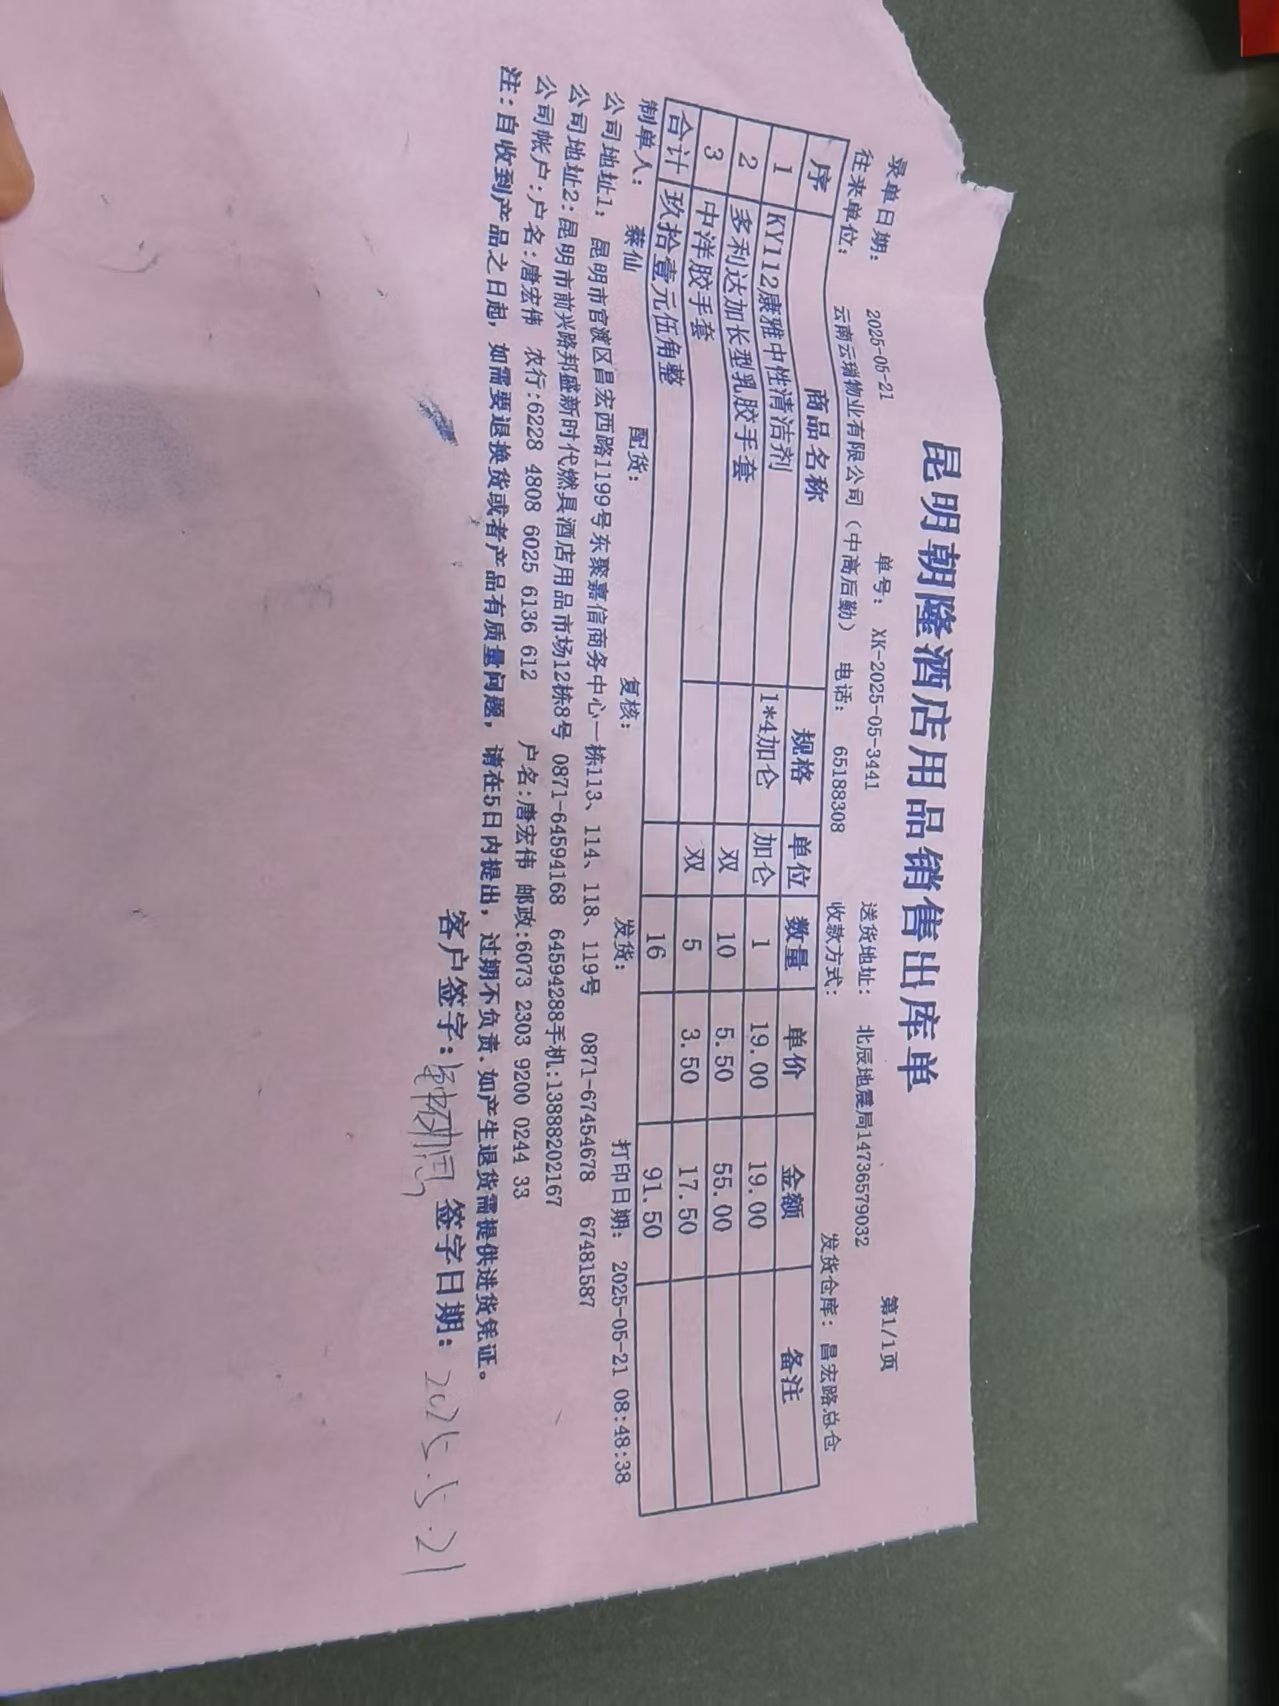 昆明朝隆酒店用品销售出库单
第1/1页
录单日期： 2025-05-21 单号： XK-2025-05-3441 送货地址： 北辰地震局14736579032
往来单位： 云南云瑞物业有限公司（中高后勤） 电话： 65188308 收款方式： 发货仓库： 昌宏路总仓
序 商品名称 规格 单位 数量 单价 金额 备注
1 KY112康雅中性清洁剂 1*4加仑 加仑 1 19.00 19.00
2 多利达加长型乳胶手套 双 10 5.50 55.00
3 中洋胶手套 双 5 3.50 17.50
合计 玖拾壹元伍角整 16 91.50
制单人： 蔡仙 配货： 复核： 发货： 打印日期： 2025-05-21 08:48:38
公司地址1： 昆明市官渡区昌宏西路1199号东聚嘉信商务中心一栋113、114、118、119号 0871-67454678 67481587
公司地址2:昆明市前兴路邦盛新时代燃具酒店用品市场12栋8号 0871-64594168 64594288手机:13888202167
公司帐户:户名:唐宏伟 农行:6228 4808 6025 6136 612 户名:唐宏伟 邮政:6073 2303 9200 0244 33
注：自收到产品之日起，如需要退换货或者产品有质量问题，请在5日内提出，过期不负责.如产生退货需提供进货凭证。
客户签字： 签字日期： 2025.5.21